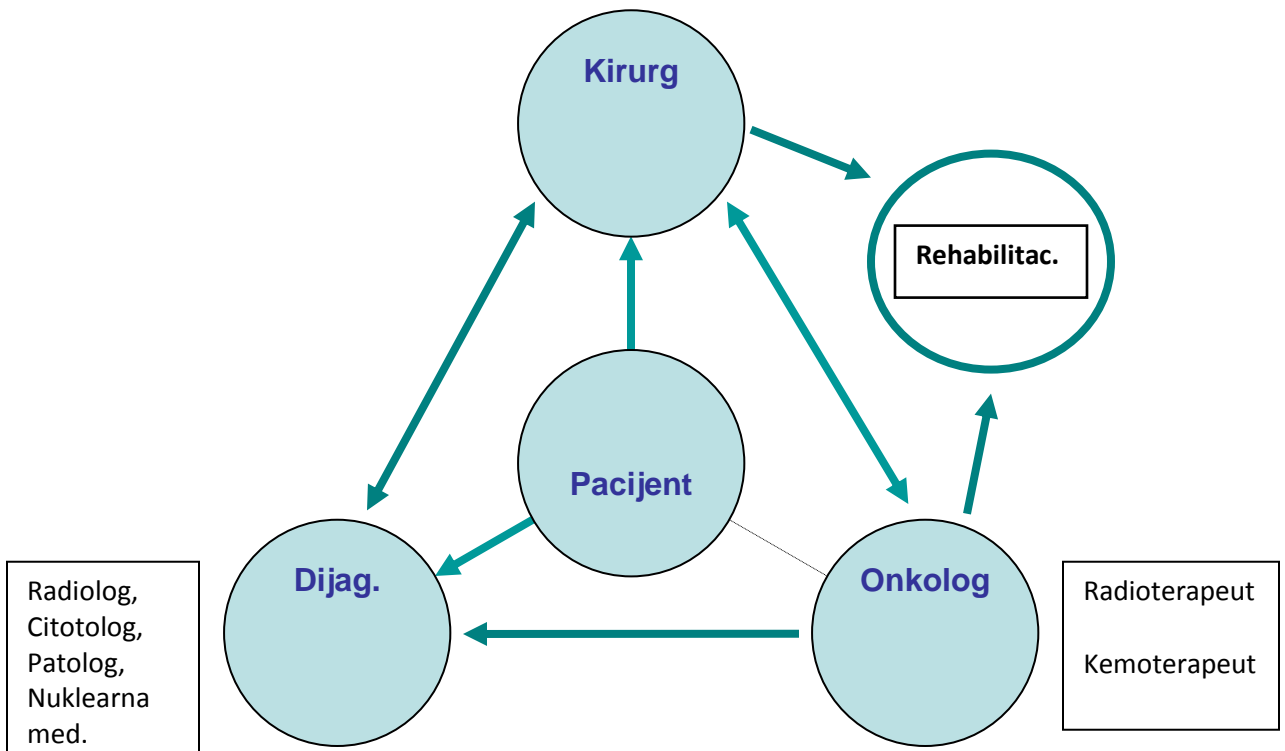 Kirurg
Rehabilitac.
Pacijent
Dijag.
Onkolog
Radiolog,
Citotolog,
Patolog,
Nuklearna
med.
Radioterapeut
Kemoterapeut